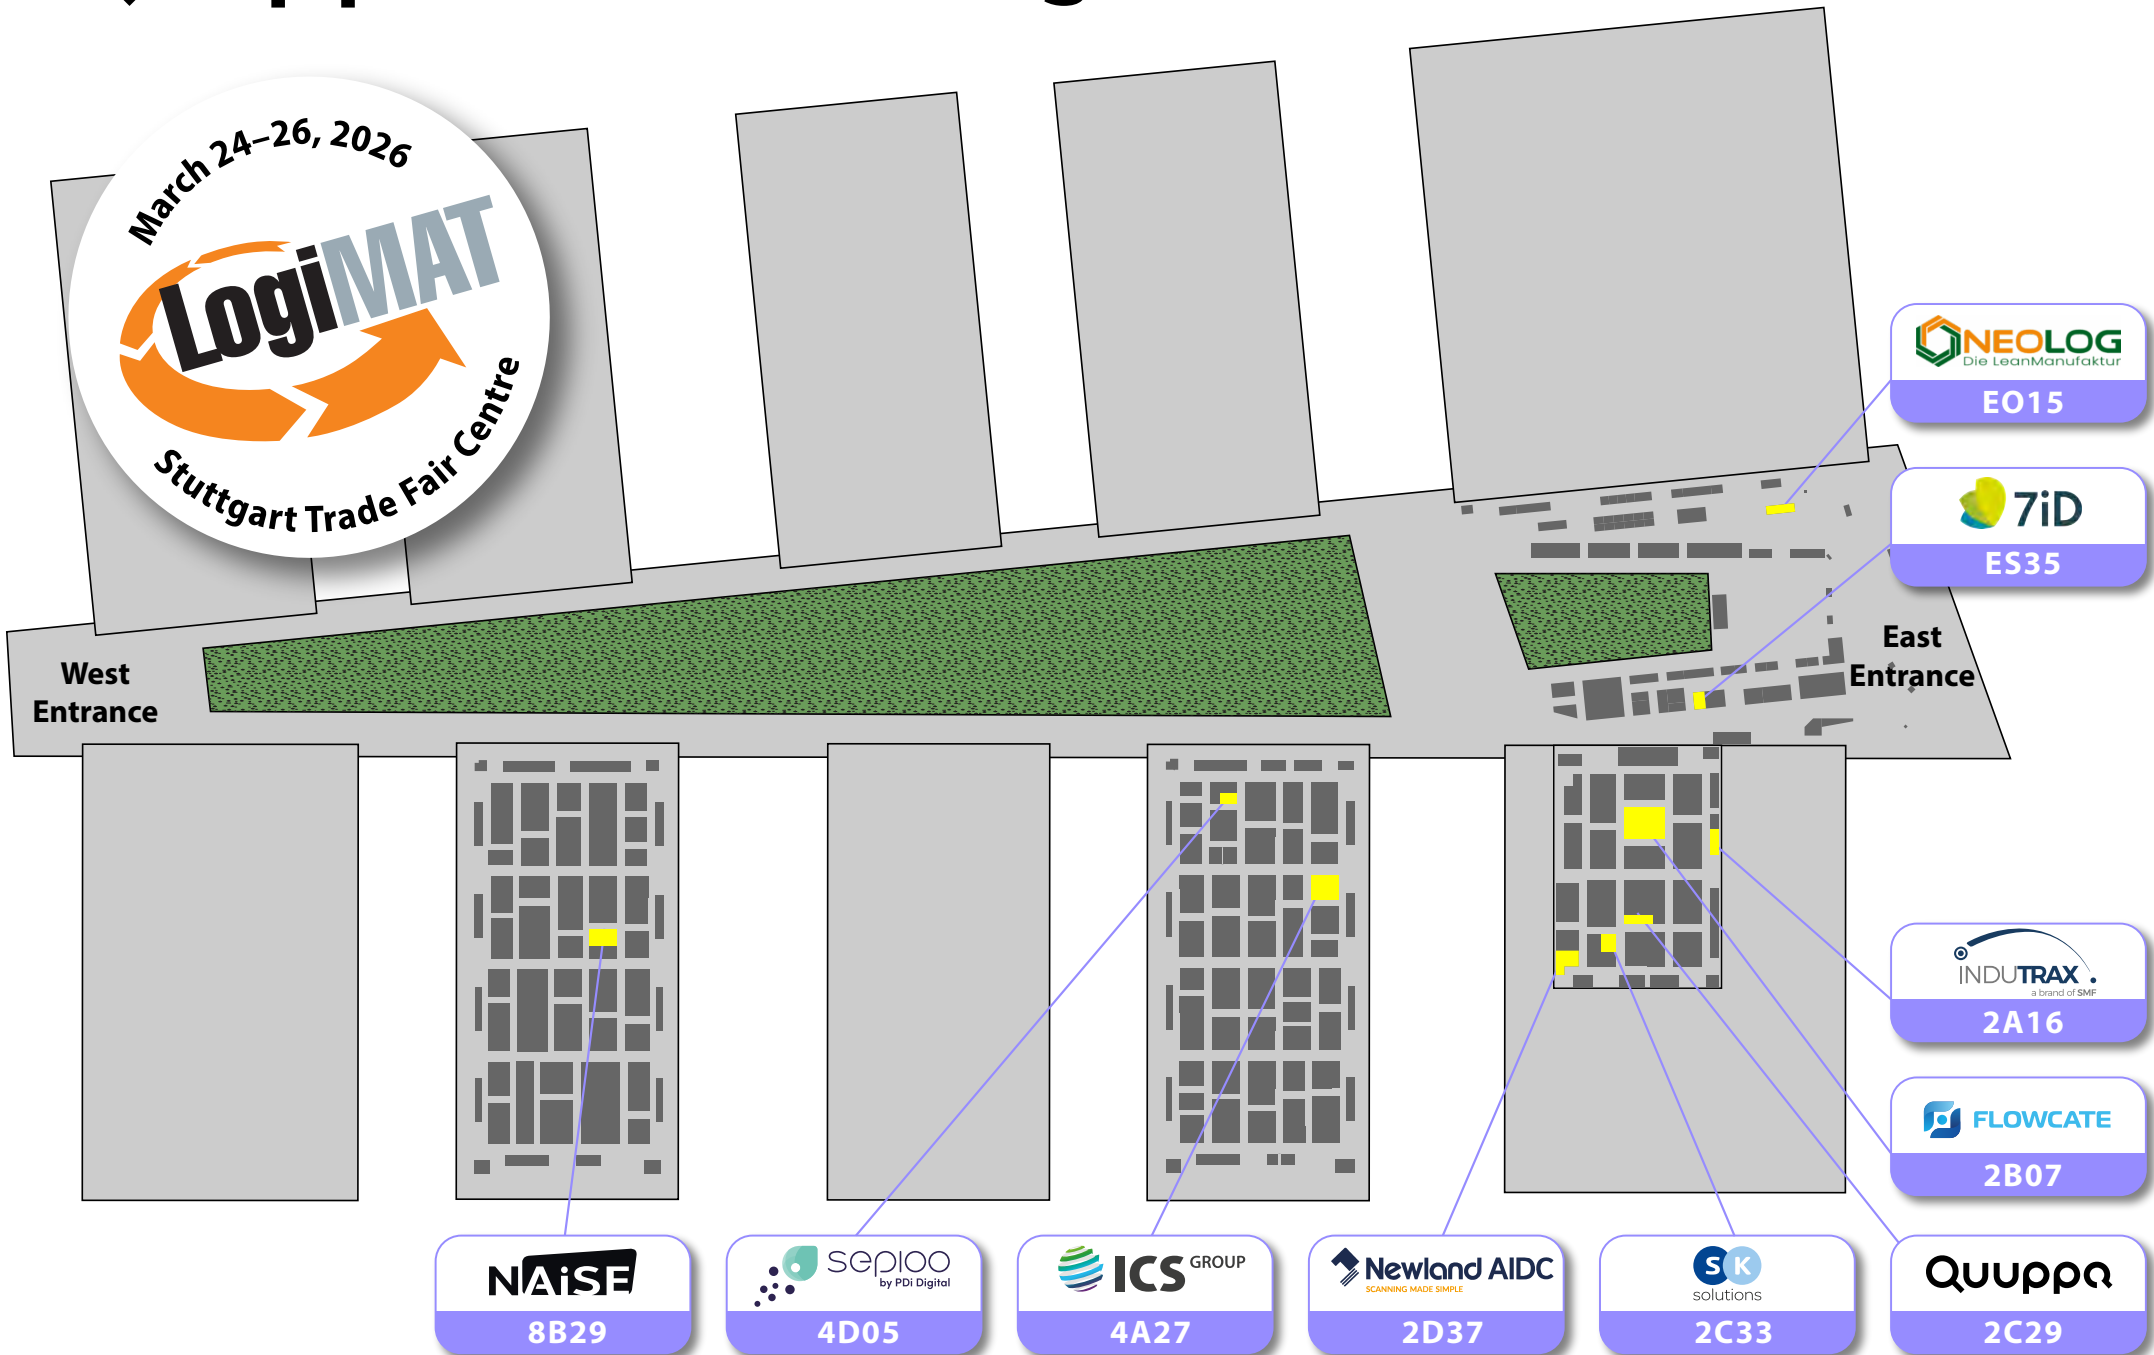 March 24–26, 2026
LogiMAT
Stuttgart Trade Fair Centre
NEOLOG
Die LeanManufaktur
EO15
7iD
ES35
West
Entrance
East
Entrance
INDUTRAX
a brand of SMF
2A16
FLOWCATE
2B07
NAiSE
8B29
sepioo
by PDi Digital
4D05
ICS GROUP
4A27
Newland AIDC
SCANNING MADE SIMPLE
2D37
SK
solutions
2C33
Quuppa
2C29